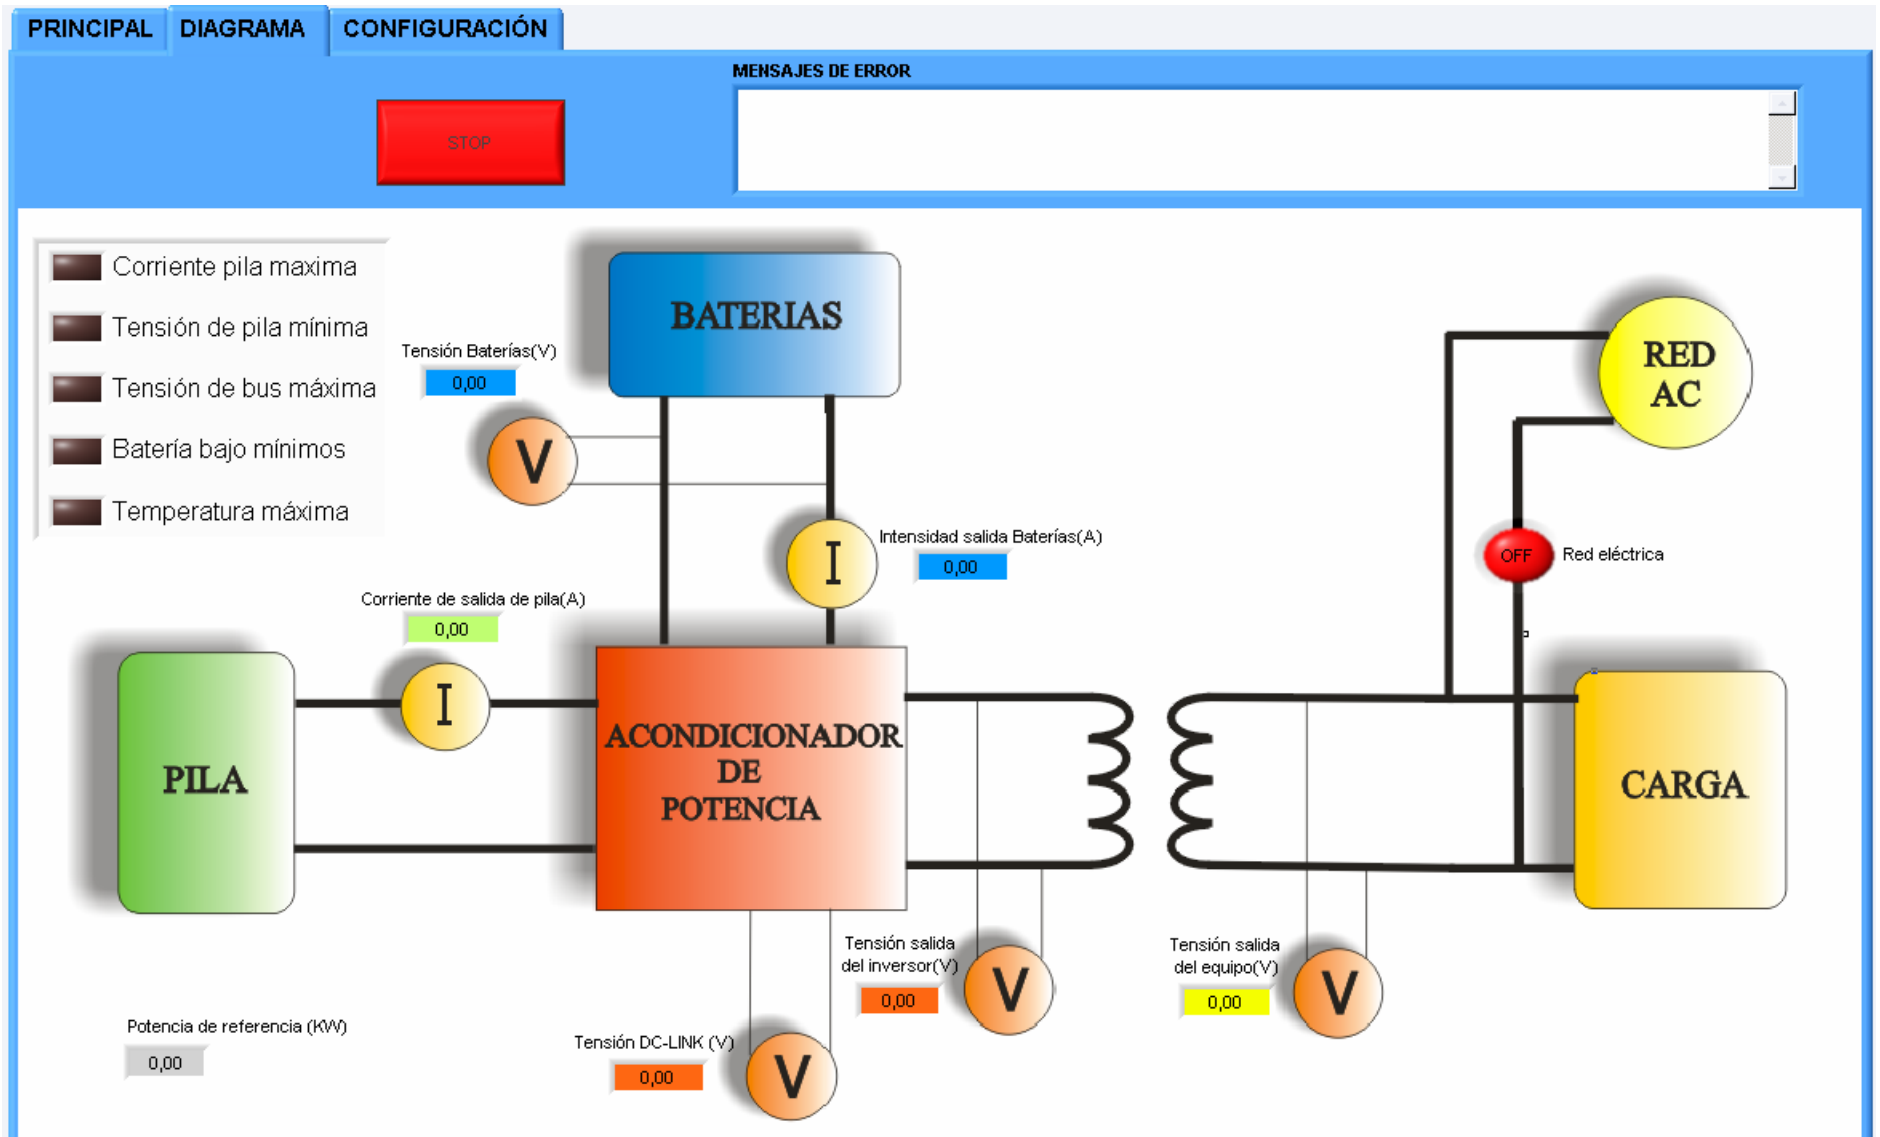 PRINCIPAL
DIAGRAMA
CONFIGURACIÓN
MENSAJES DE ERROR
STOP
Corriente pila maxima
Tensión de pila mínima
Tensión de bus máxima
Batería bajo mínimos
Temperatura máxima
BATERIAS
Tensión Baterías(V)
0,00
V
RED
AC
I
Intensidad salida Baterías(A)
0,00
OFF
Red eléctrica
Corriente de salida de pila(A)
0,00
I
PILA
ACONDICIONADOR
DE
POTENCIA
CARGA
Tensión salida
del inversor(V)
0,00
V
Tensión salida
del equipo(V)
0,00
V
Potencia de referencia (KW)
0,00
Tensión DC-LINK (V)
0,00
V